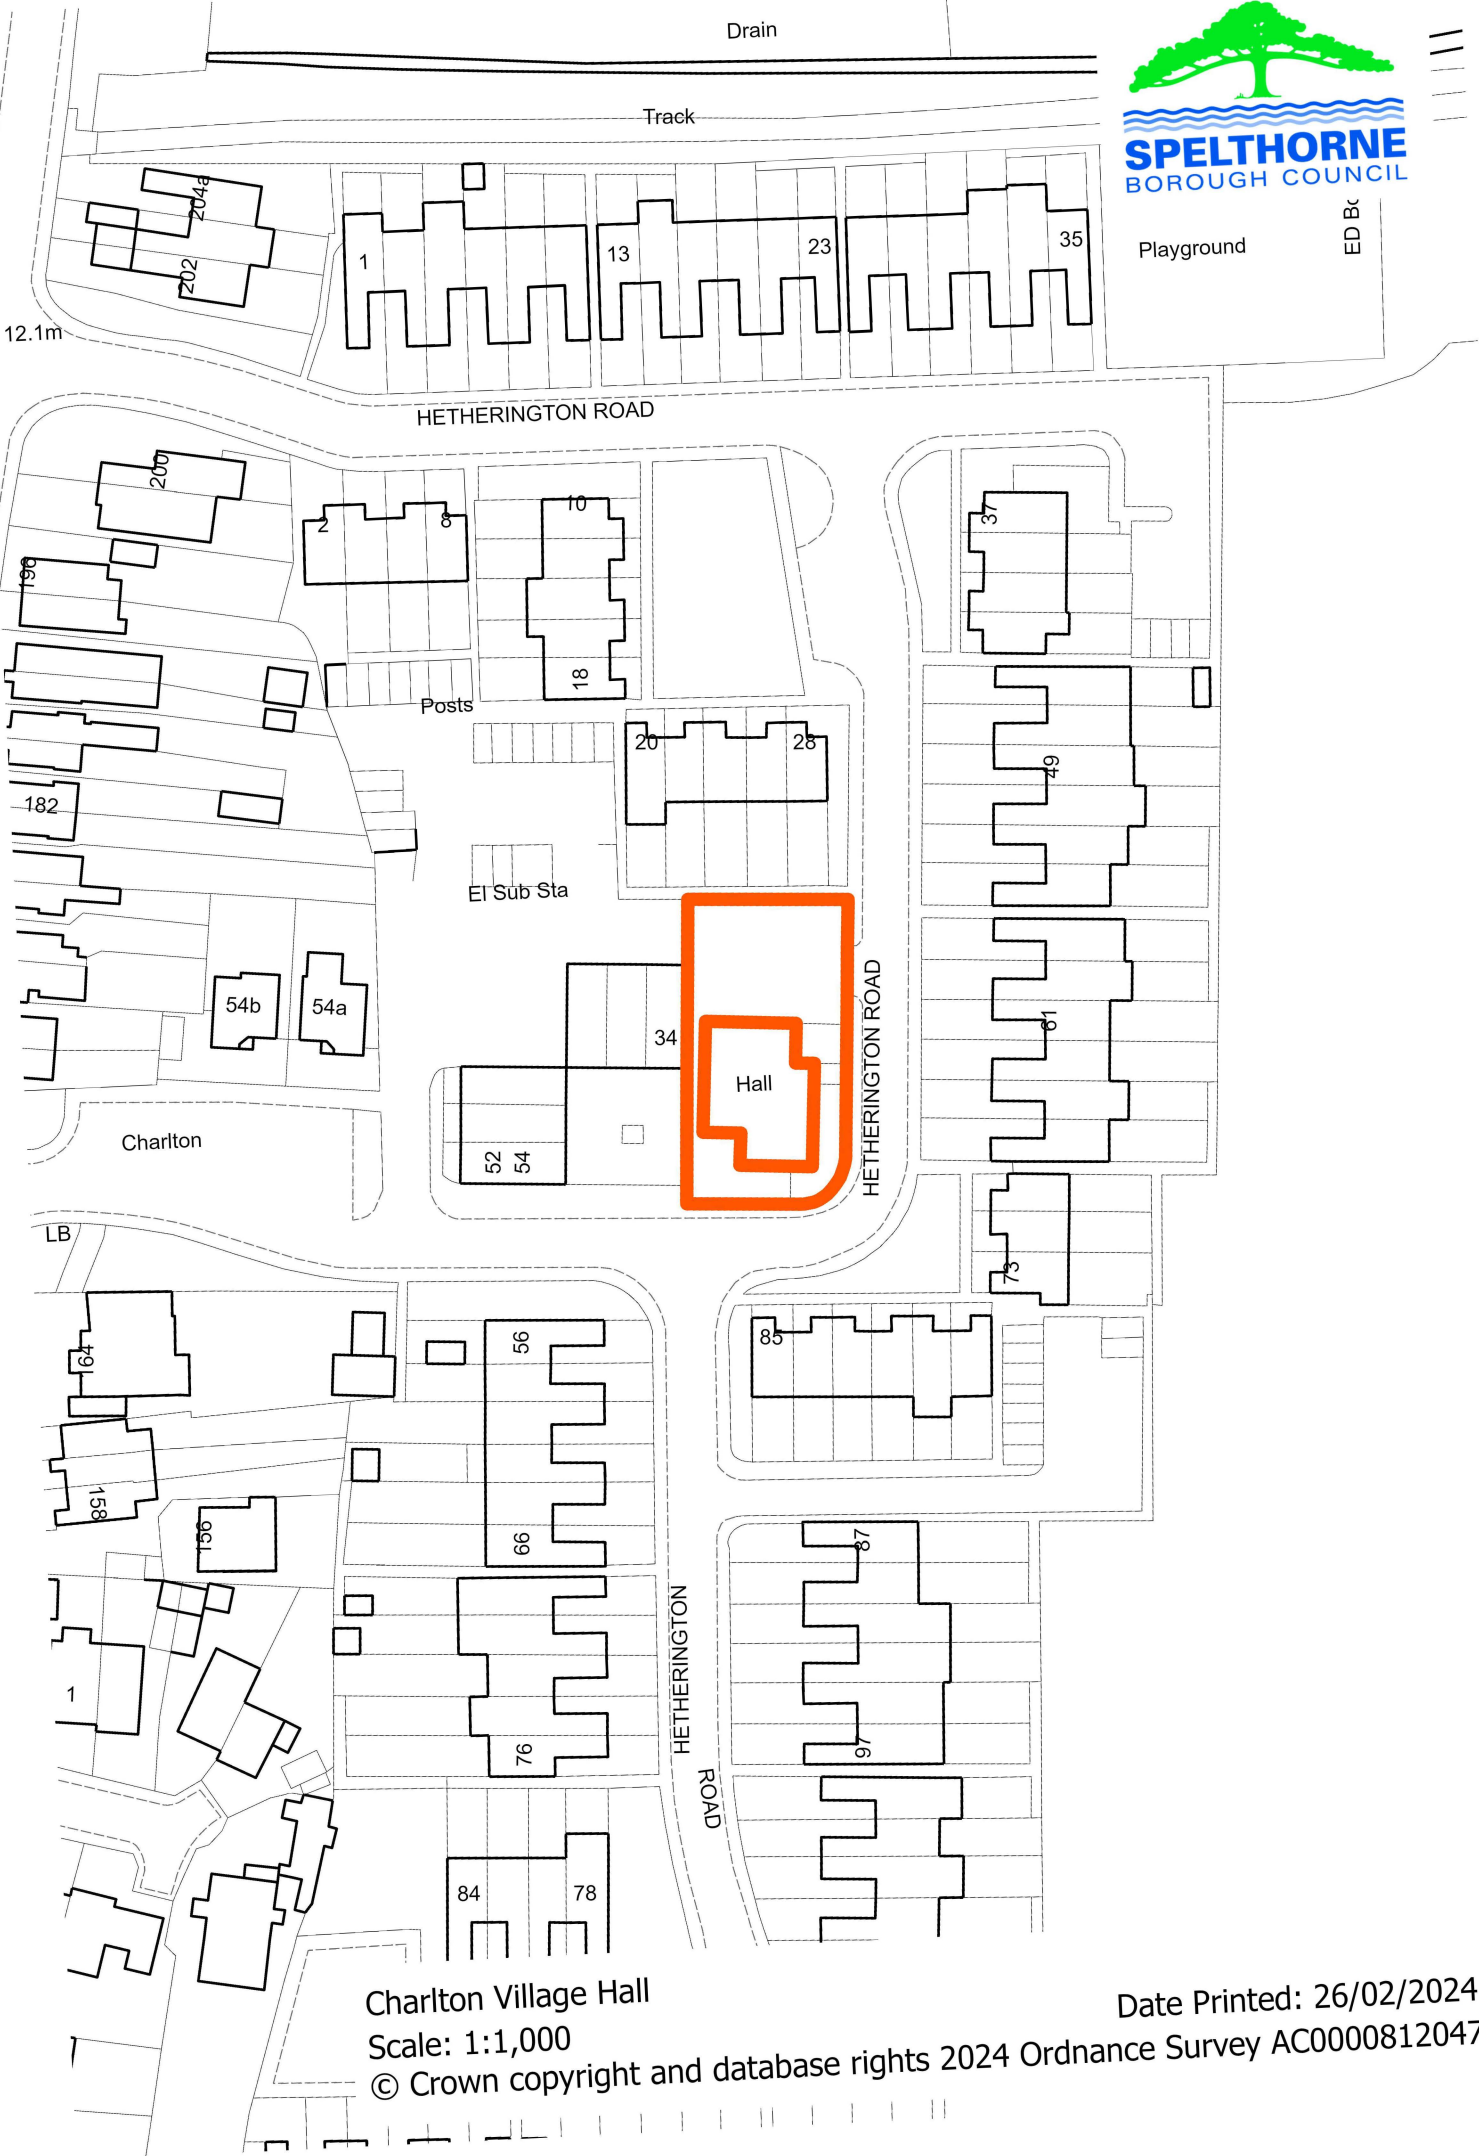 Drain
Track
SPELTHORNE
BOROUGH COUNCIL
204a
202
1
13
23
35
Playground
12.1m
HETHERINGTON ROAD
200
2
8
10
37
196
18
Posts
20
28
49
182
El Sub Sta
54b
54a
34
HETHERINGTON ROAD
61
Hall
Charlton
52
54
LB
73
164
56
85
158
156
66
87
HETHERINGTON
1
76
97
ROAD
84
78
Charlton Village Hall
Date Printed: 26/02/2024
Scale: 1:1,000
© Crown copyright and database rights 2024 Ordnance Survey AC0000812047